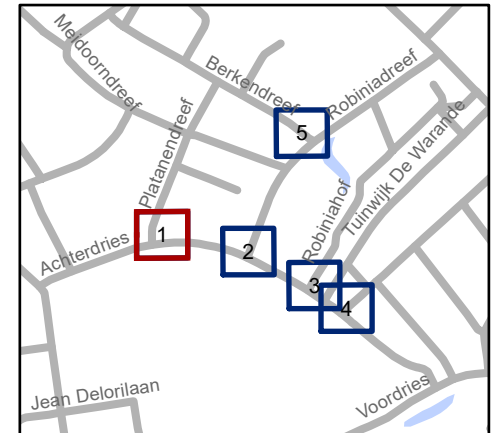 Meidoorndreef
Berkendreef
Robiniadreef
Platanendreef
5
Tuinwijk De Warande
Robiniahof
1
Achterdries
2
3
4
Voordries
Jean Delorilaan